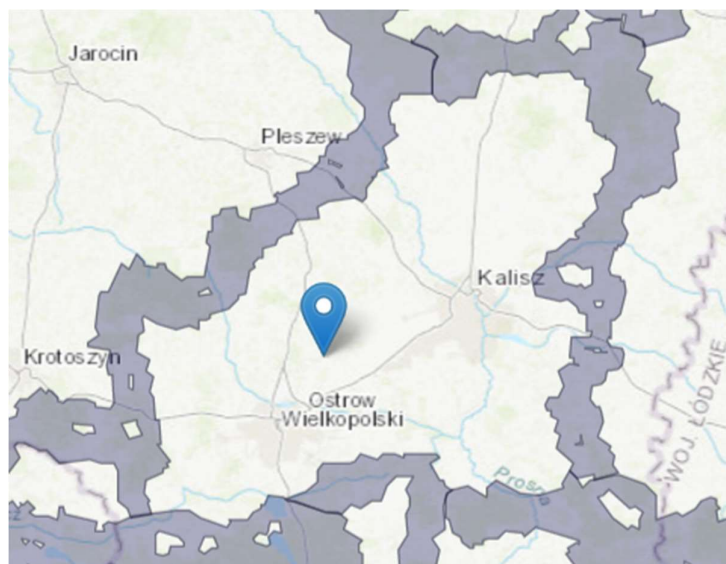 Jarocin
Pleszew
Kalisz
Krotoszyn
Ostrow
Wielkopolski
Prosna
WOJ. ŁÓDZKIE